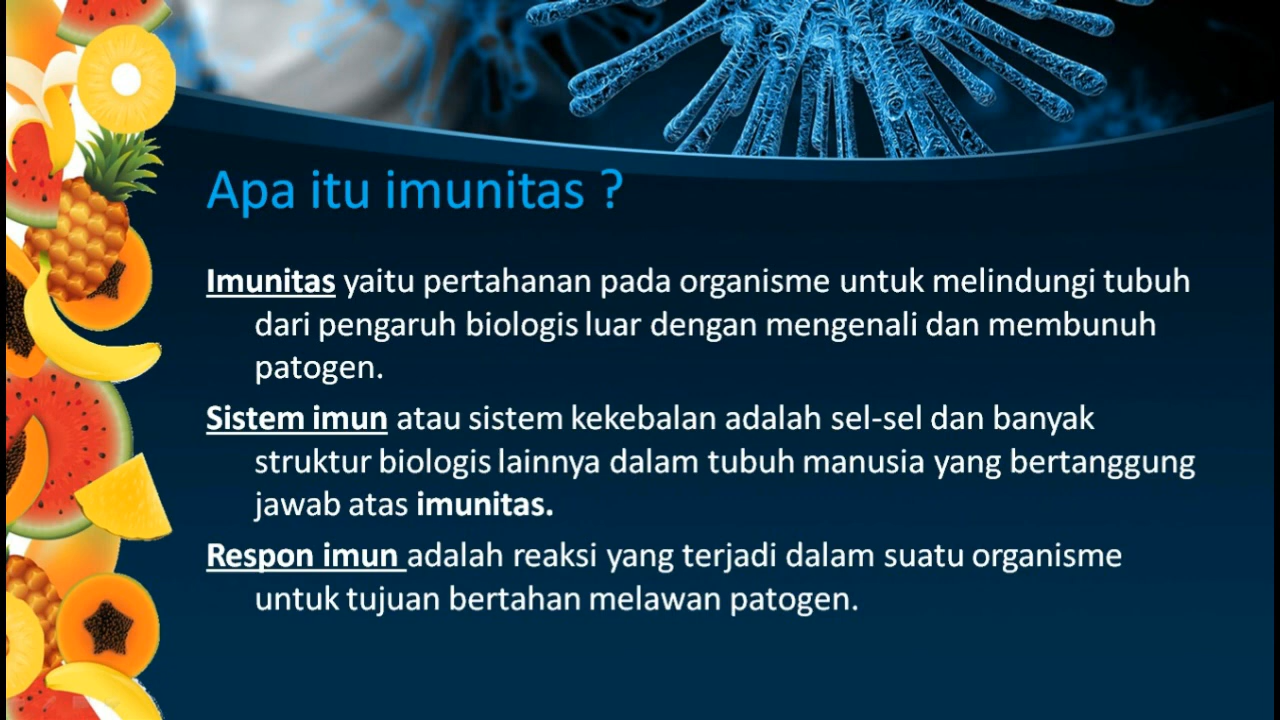 Apa itu imunitas ?
Imunitas yaitu pertahanan pada organisme untuk melindungi tubuh
dari pengaruh biologis luar dengan mengenali dan membunuh
patogen.
Sistem imun atau sistem kekebalan adalah sel-sel dan banyak
struktur biologis lainnya dalam tubuh manusia yang bertanggung
jawab atas imunitas.
Respon imun adalah reaksi yang terjadi dalam suatu organisme
untuk tujuan bertahan melawan patogen.